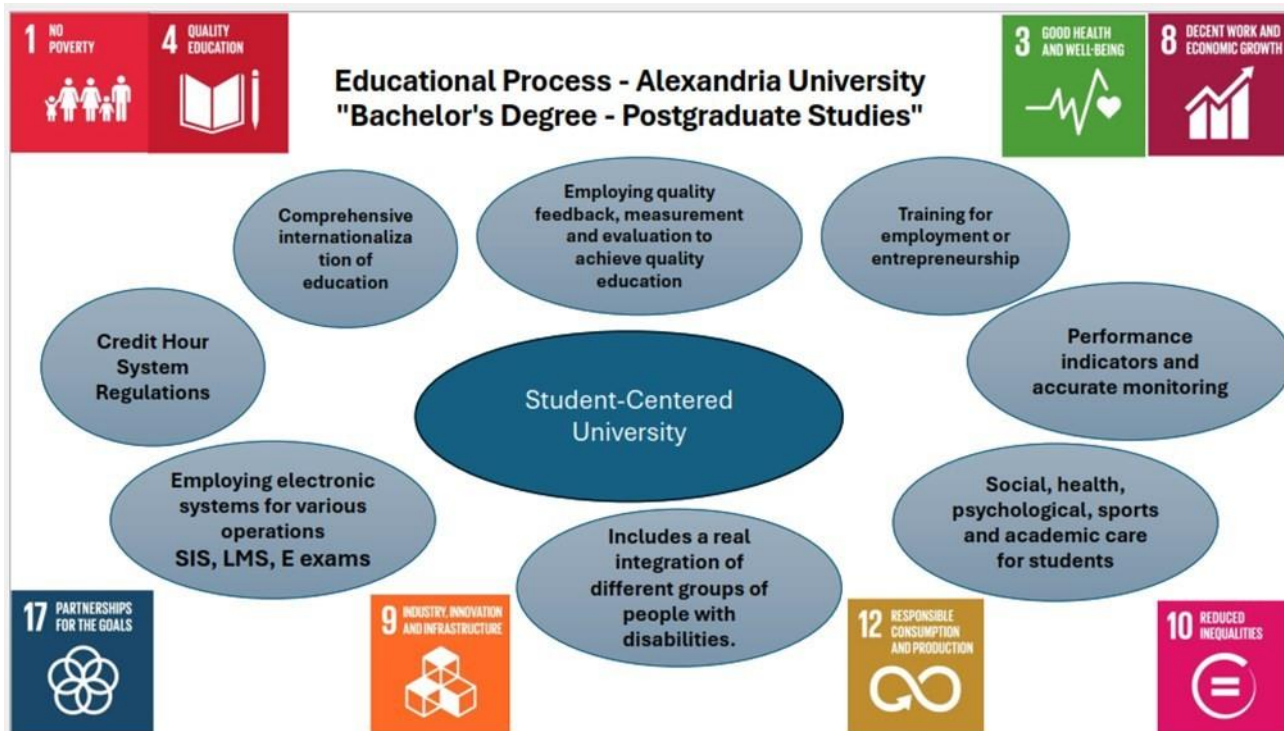 1 NO
POVERTY
4 QUALITY
EDUCATION
3 GOOD HEALTH
AND WELL-BEING
8 DECENT WORK AND
ECONOMIC GROWTH
Educational Process - Alexandria University
"Bachelor's Degree - Postgraduate Studies"
Comprehensive
internationaliza
tion of
education
Employing quality
feedback, measurement
and evaluation to
achieve quality
education
Training for
employment or
entrepreneurship
Credit Hour
System
Regulations
Student-Centered
University
Performance
indicators and
accurate monitoring
Employing electronic
systems for various
operations
SIS, LMS, E exams
Includes a real
integration of
different groups of
people with
disabilities.
Social, health,
psychological, sports
and academic care
for students
17 PARTNERSHIPS
FOR THE GOALS
9 INDUSTRY, INNOVATION
AND INFRASTRUCTURE
12 RESPONSIBLE
CONSUMPTION
AND PRODUCTION
10 REDUCED
INEQUALITIES